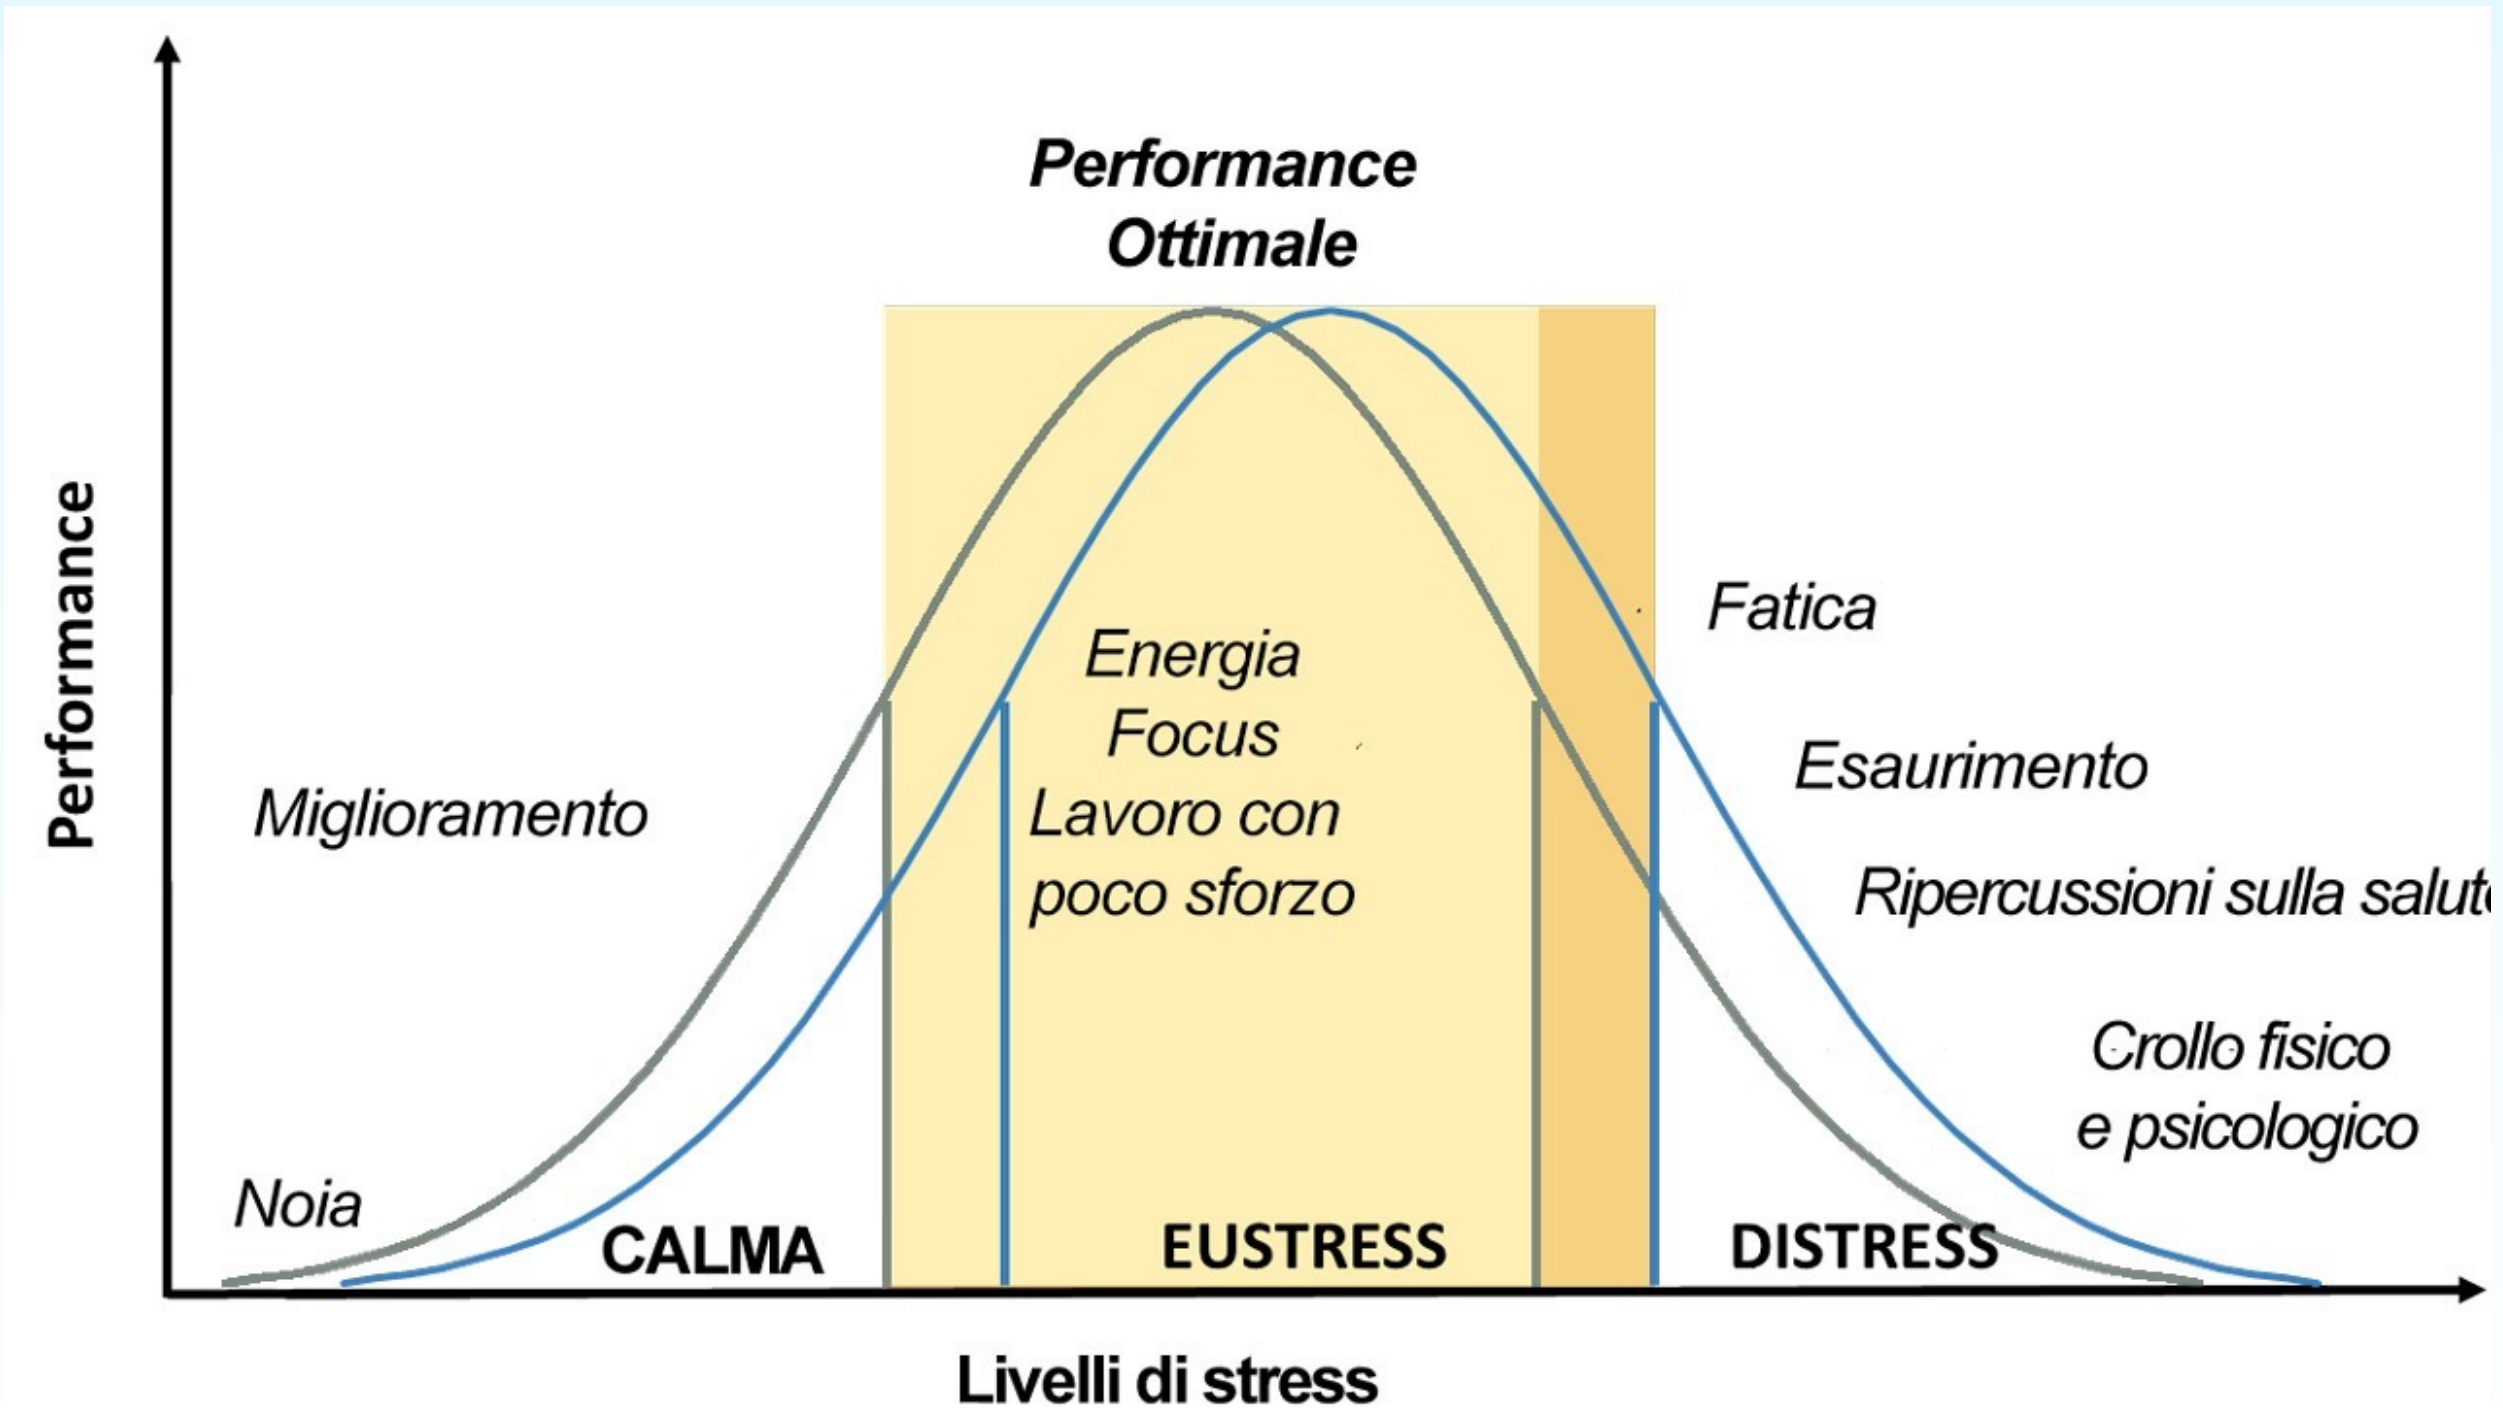 Performance
Ottimale
Performance
Fatica
Energia
Focus
Lavoro con
poco sforzo
Miglioramento
Esaurimento
Ripercussioni sulla salute
Crollo fisico
e psicologico
Noia
CALMA
EUSTRESS
DISTRESS
Livelli di stress